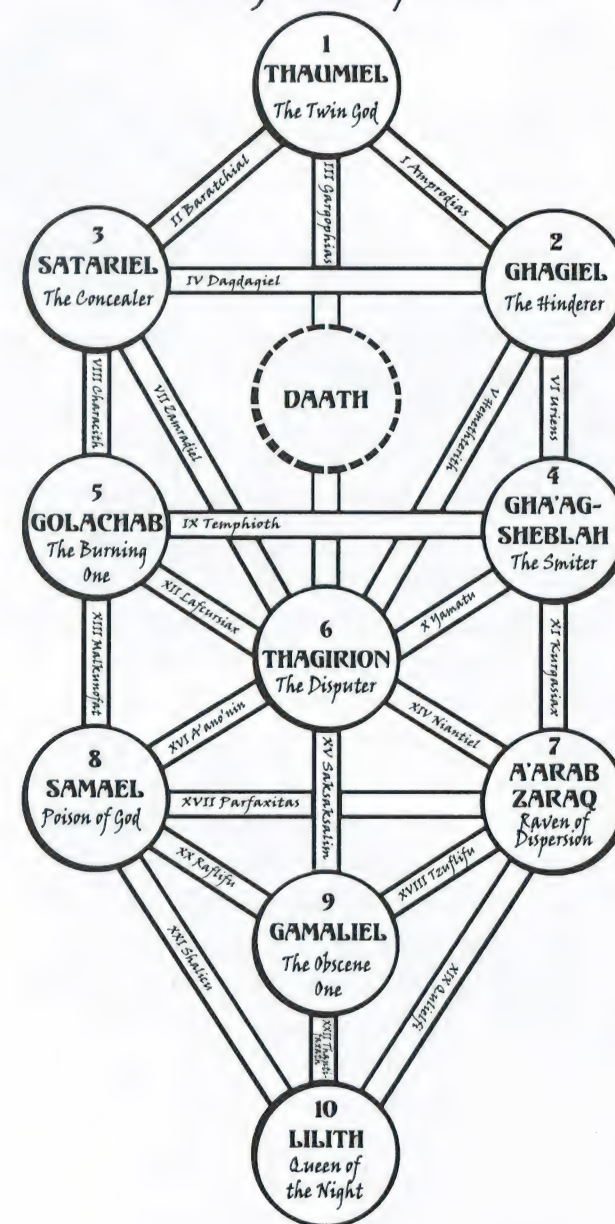 1
THAUMIEL
The Twin God
II Baratchial
III Gargophias
I Amprodias
3
SATARIEL
The Concealer
IV Dagdagiel
2
GHAGIEL
The Hinderer
VIII Characith
VII Zamradiel
DAATH
V Hemethterith
VI Uriens
5
GOLACHAB
The Burning
One
IX Temphioth
4
GHA'AG-
SHEBLAH
The Smiter
XIII Malkunofat
XII Lafcursiax
6
THAGIRION
The Disputer
X Yamatu
XI Kurgasiax
XVI A'ano'nin
XV Saksaksalim
XIV Niantiel
8
SAMAEL
Poison of God
XVII Parfaxitas
7
A'ARAB
ZARAQ
Raven of
Dispersion
XX Raflifu
XVIII Tzuflifu
9
GAMALIEL
The Obscene
One
XXI Shalicu
XXII Thanti-
faxath
XIX Qulielfi
10
LILITH
Queen of
the Night